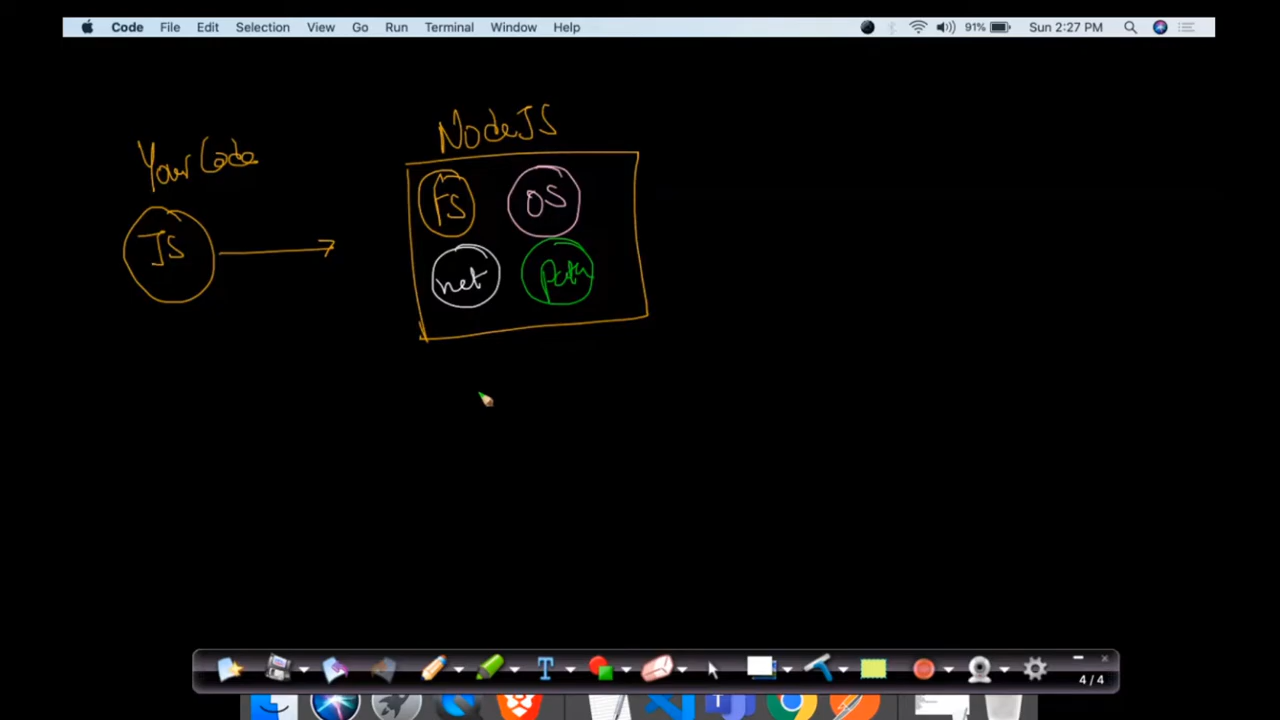 Code File Edit Selection View Go Run Terminal Window Help 91% Sun 2:27 PM
NodeJS
Your Code
FS OS
JS
net path
T
4 / 4
T